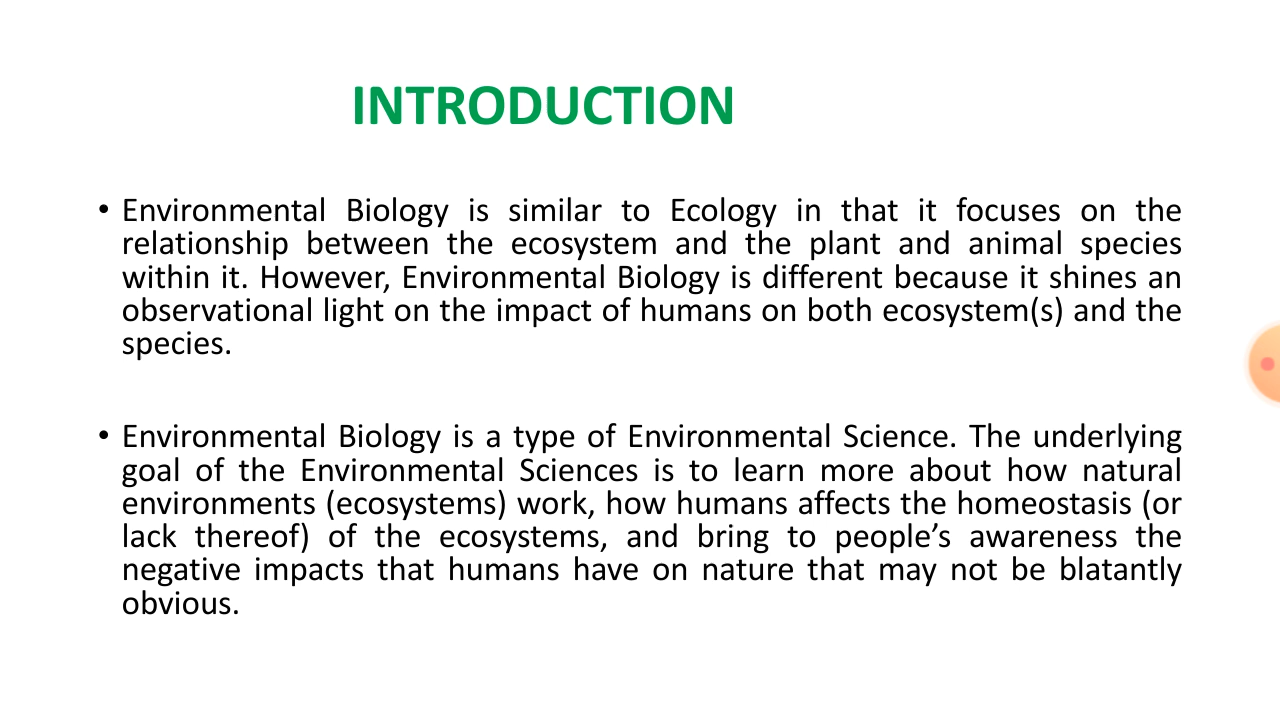 INTRODUCTION
• Environmental Biology is similar to Ecology in that it focuses on the
relationship between the ecosystem and the plant and animal species
within it. However, Environmental Biology is different because it shines an
observational light on the impact of humans on both ecosystem(s) and the
species.
• Environmental Biology is a type of Environmental Science. The underlying
goal of the Environmental Sciences is to learn more about how natural
environments (ecosystems) work, how humans affects the homeostasis (or
lack thereof) of the ecosystems, and bring to people’s awareness the
negative impacts that humans have on nature that may not be blatantly
obvious.